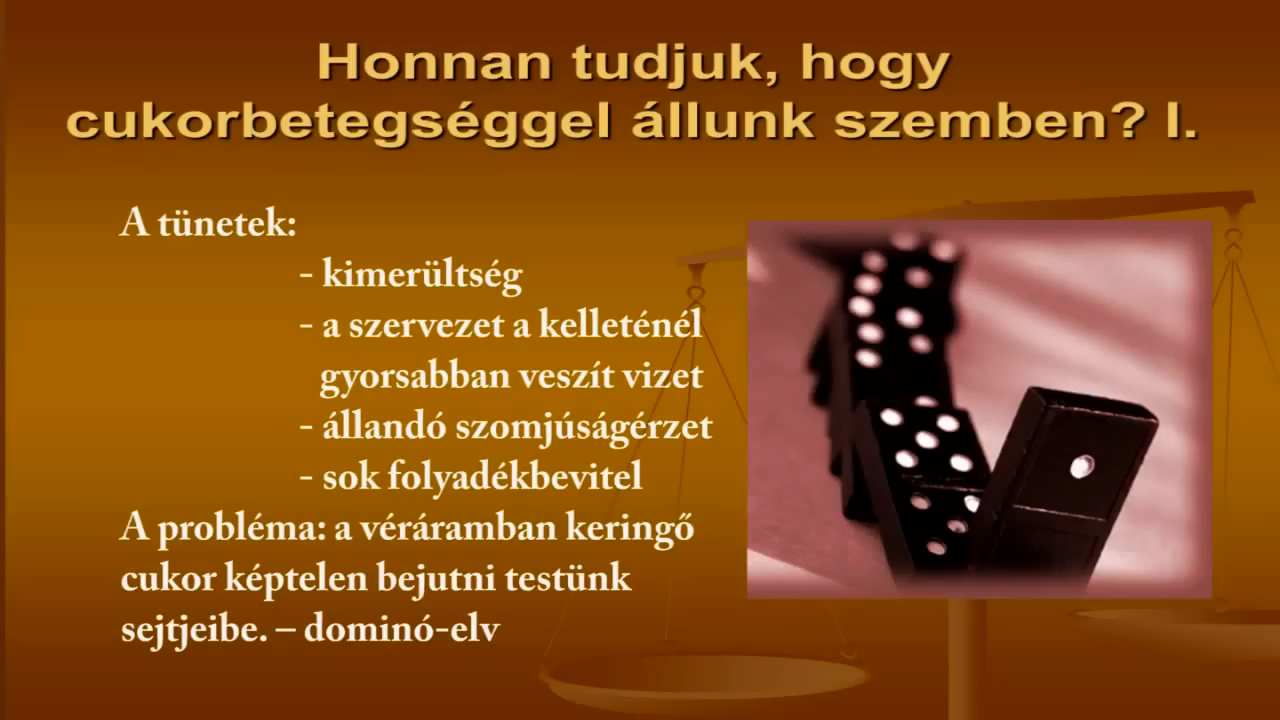 Honnan tudjuk, hogy
cukorbetegséggel állunk szemben? I.
A tünetek:
- kimerültség
- a szervezet a kelleténél
gyorsabban veszít vizet
- állandó szomjúságérzet
- sok folyadékbevitel
A probléma: a véráramban keringő
cukor képtelen bejutni testünk
sejtjeibe. – dominó-elv